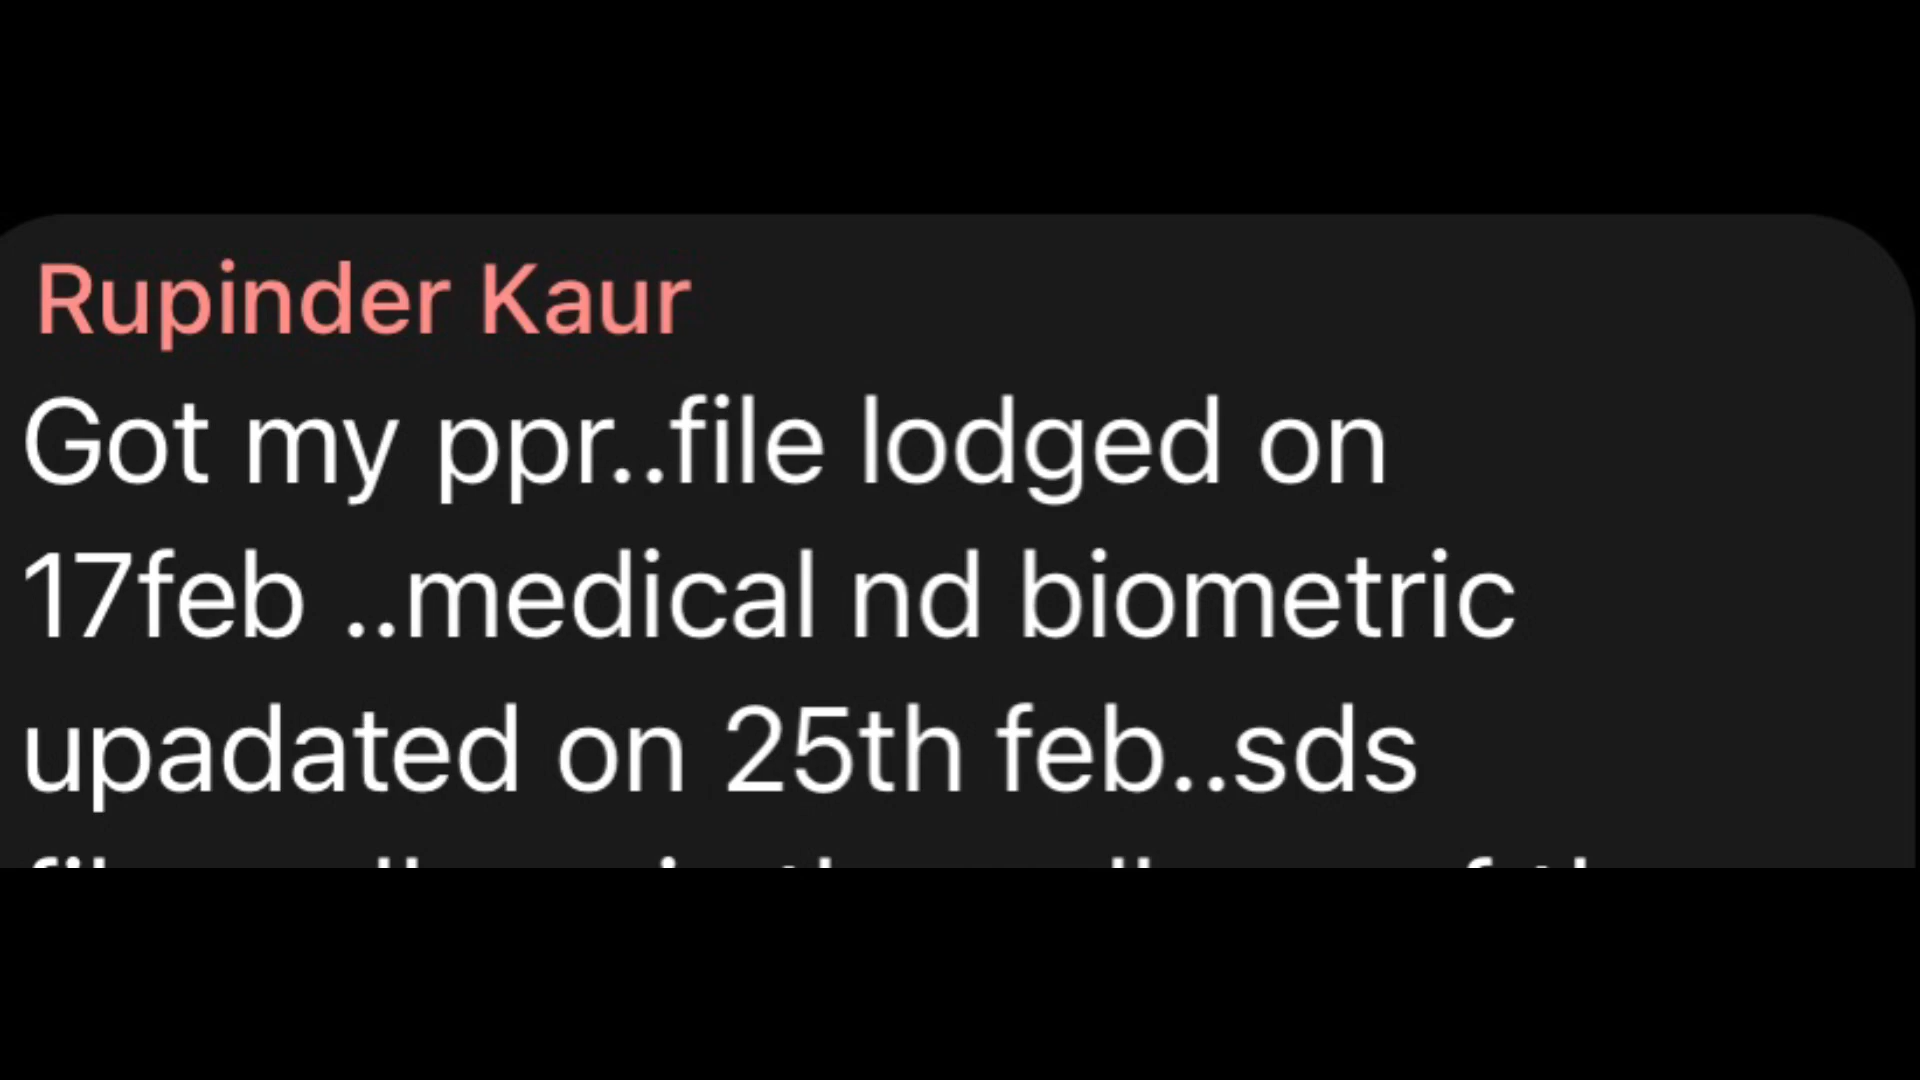 Rupinder Kaur
Got my ppr..file lodged on
17feb ..medical nd biometric
upadated on 25th feb..sds